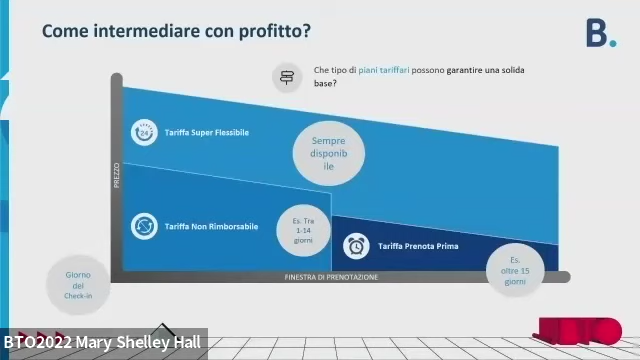 Come intermediare con profitto?
B.
Che tipo di piani tariffari possono garantire una solida
base?
24
Tariffa Super Flessibile
Sempre
disponib
ile
PREZZO
Tariffa Non Rimborsabile
Es. Tra
1-14
giorni
Tariffa Prenota Prima
Es.
oltre 15
giorni
Giorno
del
Check-in
FINESTRA DI PRENOTAZIONE
BTO
BTO2022 Mary Shelley Hall